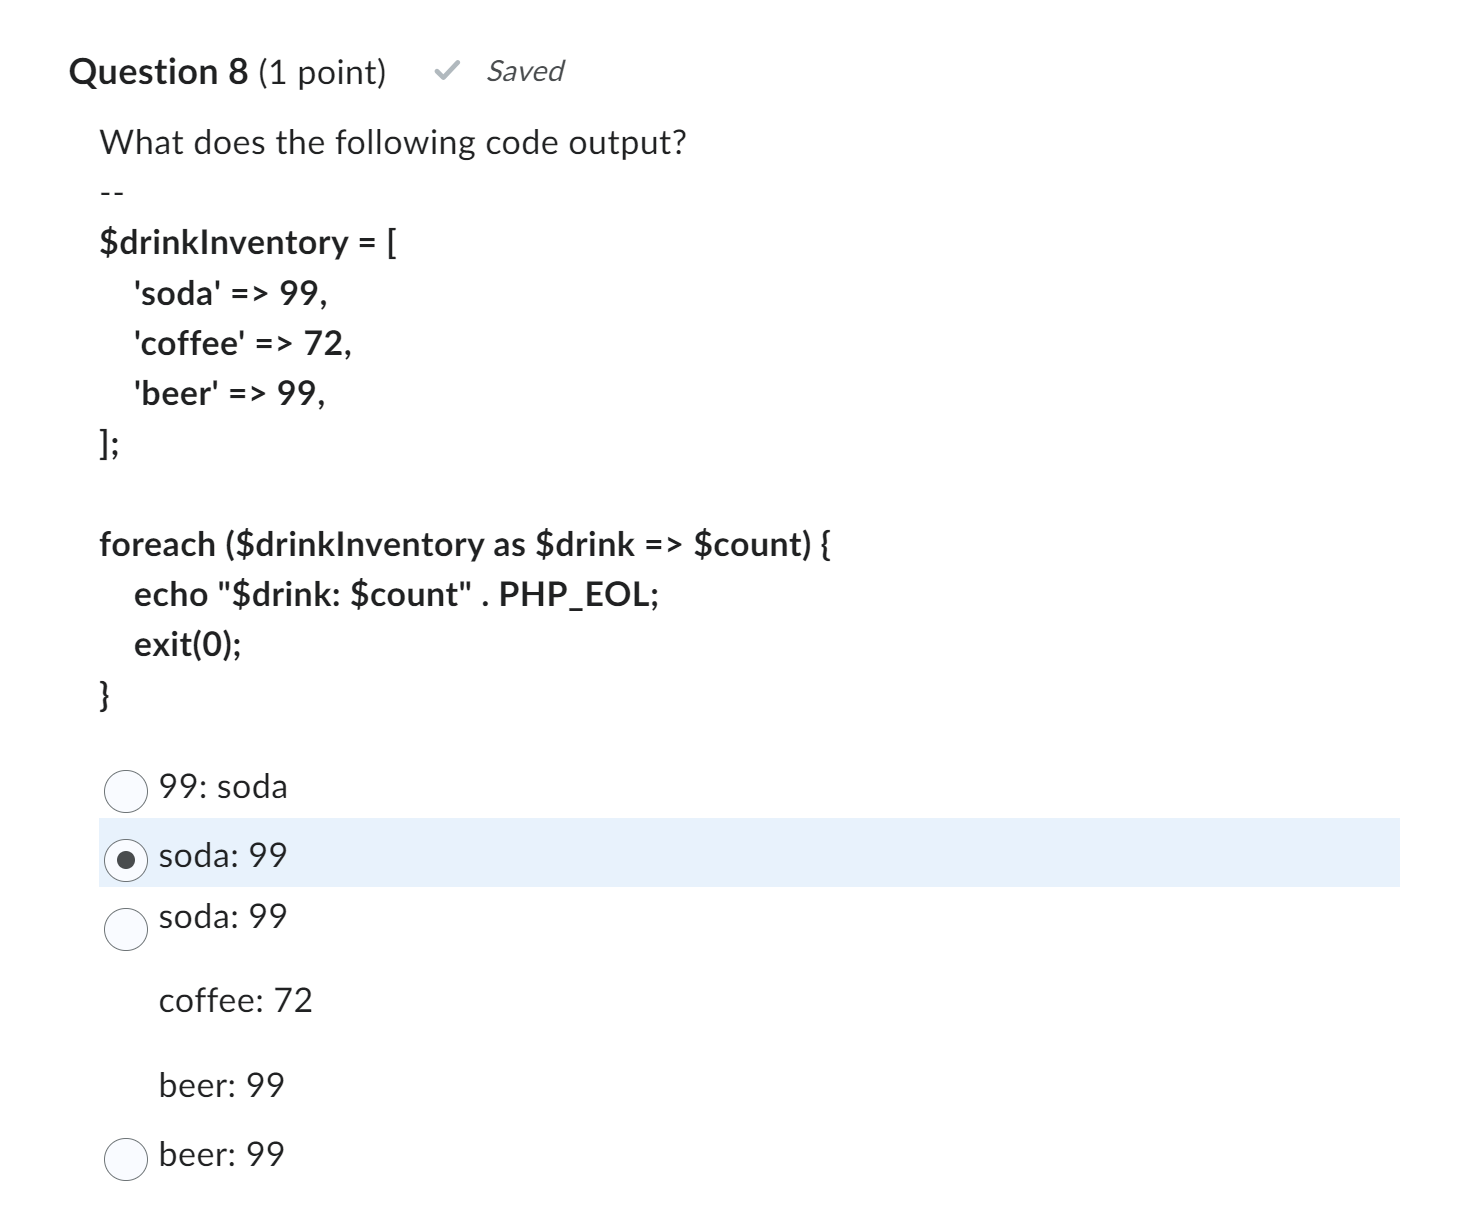 Question 8 (1 point) Saved
What does the following code output?
--
$drinkInventory = [
'soda' => 99,
'coffee' => 72,
'beer' => 99,
];
foreach ($drinkInventory as $drink => $count) {
echo "$drink: $count" . PHP_EOL;
exit(0);
}
99: soda
soda: 99
soda: 99
coffee: 72
beer: 99
beer: 99